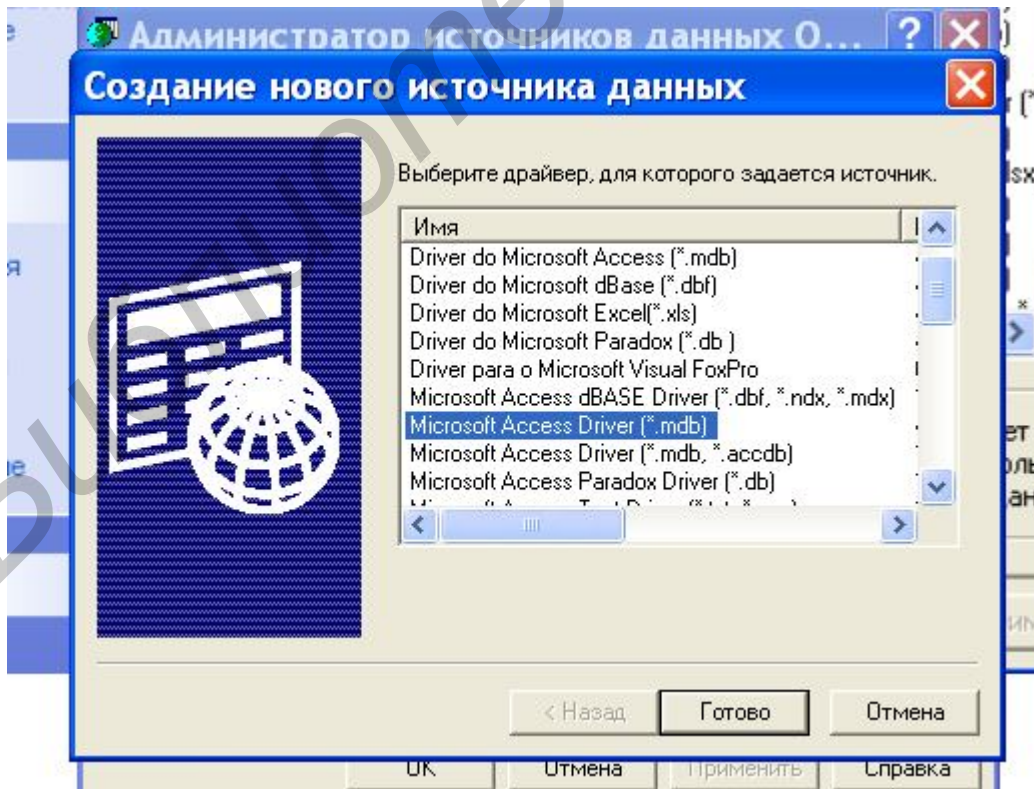 Администратор источников данных O...
Создание нового источника данных
Выберите драйвер, для которого задается источник.
Имя
Driver do Microsoft Access (*.mdb)
Driver do Microsoft dBase (*.dbf)
Driver do Microsoft Excel(*.xls)
Driver do Microsoft Paradox (*.db )
Driver para o Microsoft Visual FoxPro
Microsoft Access dBASE Driver (*.dbf, *.ndx, *.mdx)
Microsoft Access Driver (*.mdb)
Microsoft Access Driver (*.mdb, *.accdb)
Microsoft Access Paradox Driver (*.db)
< Назад
Готово
Отмена
OK
Отмена
Применить
Справка